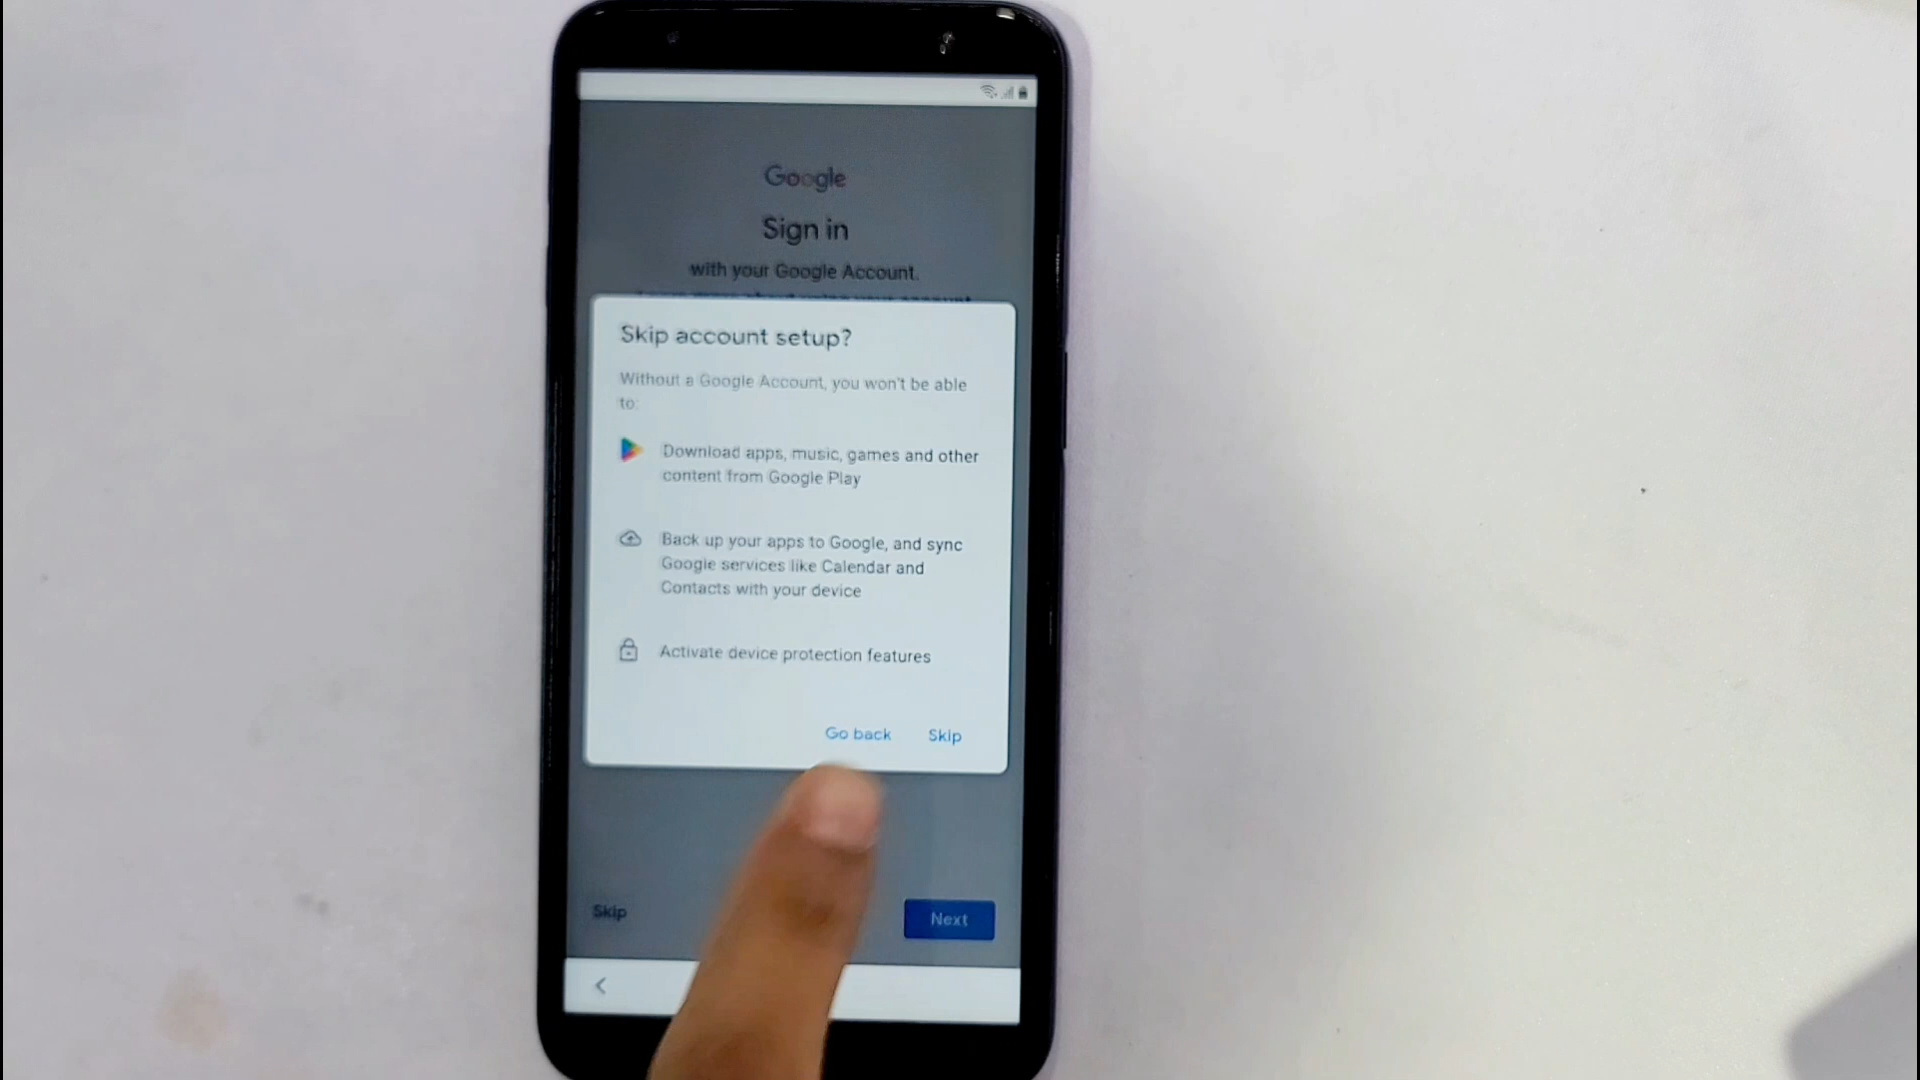 Google
Sign in
with your Google Account.
Skip account setup?
Without a Google Account, you won't be able
to:
Download apps, music, games and other
content from Google Play
Back up your apps to Google, and sync
Google services like Calendar and
Contacts with your device
Activate device protection features
Go back Skip
Skip Next